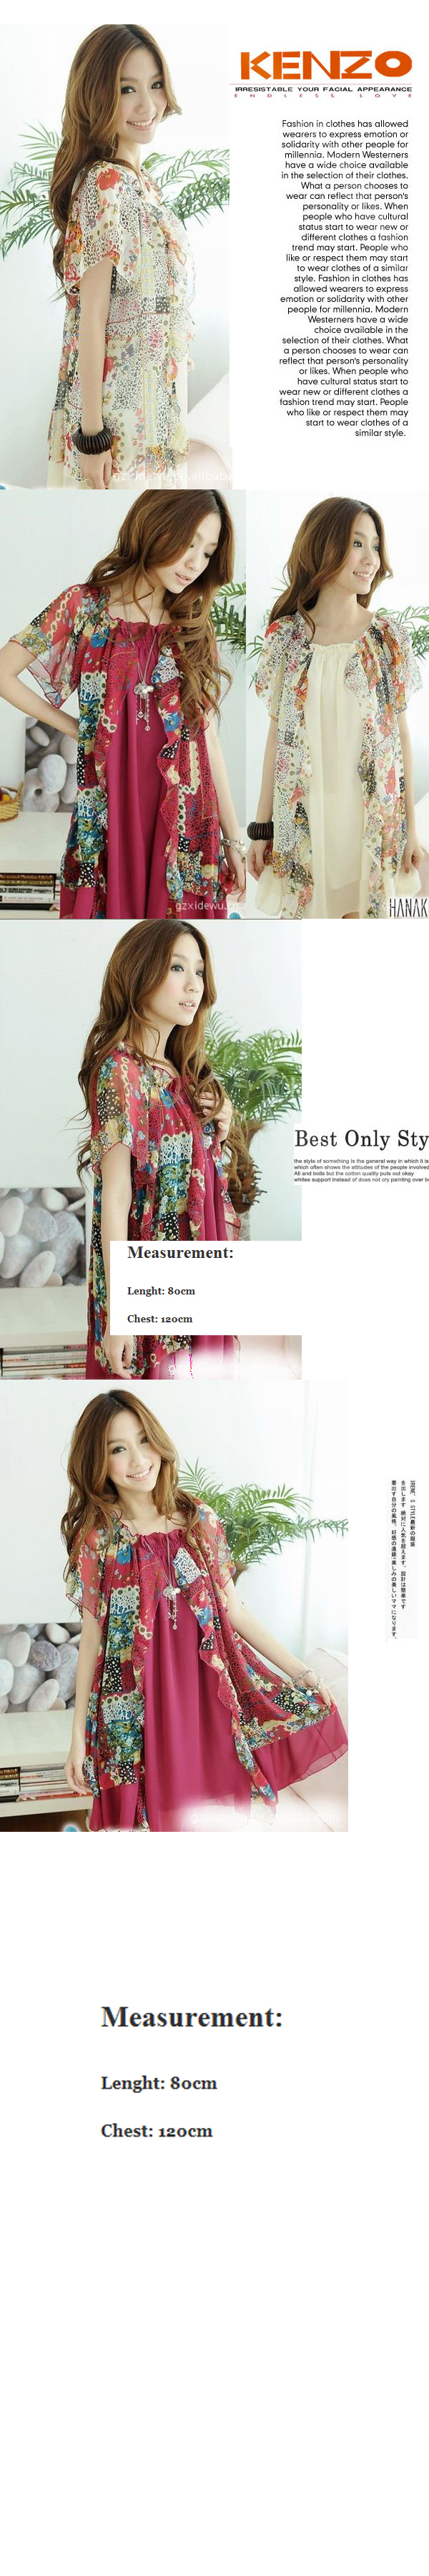 KENZO
IRRESISTABLE YOUR FACIAL APPEARANCE
ENDLESS LOVE
Fashion in clothes has allowed
wearers to express emotion or
solidarity with other people for
millennia. Modern Westerners
have a wide choice available
in the selection of their clothes.
What a person chooses to
wear can reflect that person's
personality or likes. When
people who have cultural
status start to wear new or
different clothes a fashion
trend may start. People who
like or respect them may start
to wear clothes of a similar
style. Fashion in clothes has
allowed wearers to express
emotion or solidarity with other
people for millennia. Modern
Westerners have a wide
choice available in the
selection of their clothes. What
a person chooses to wear can
reflect that person's personality
or likes. When people who
have cultural status start to
wear new or different clothes a
fashion trend may start. People
who like or respect them may
start to wear clothes of a
similar style.
gzxidewu.
HANAK
Best Only Sty
the style of something is the general way in which it is
which often shows the attitudes of the people involved
All and boils but the cotton quality puts out okay
whites support instead of does not cry painting over b
Measurement:
Lenght: 80cm
Chest: 120cm
Measurement:
Lenght: 80cm
Chest: 120cm